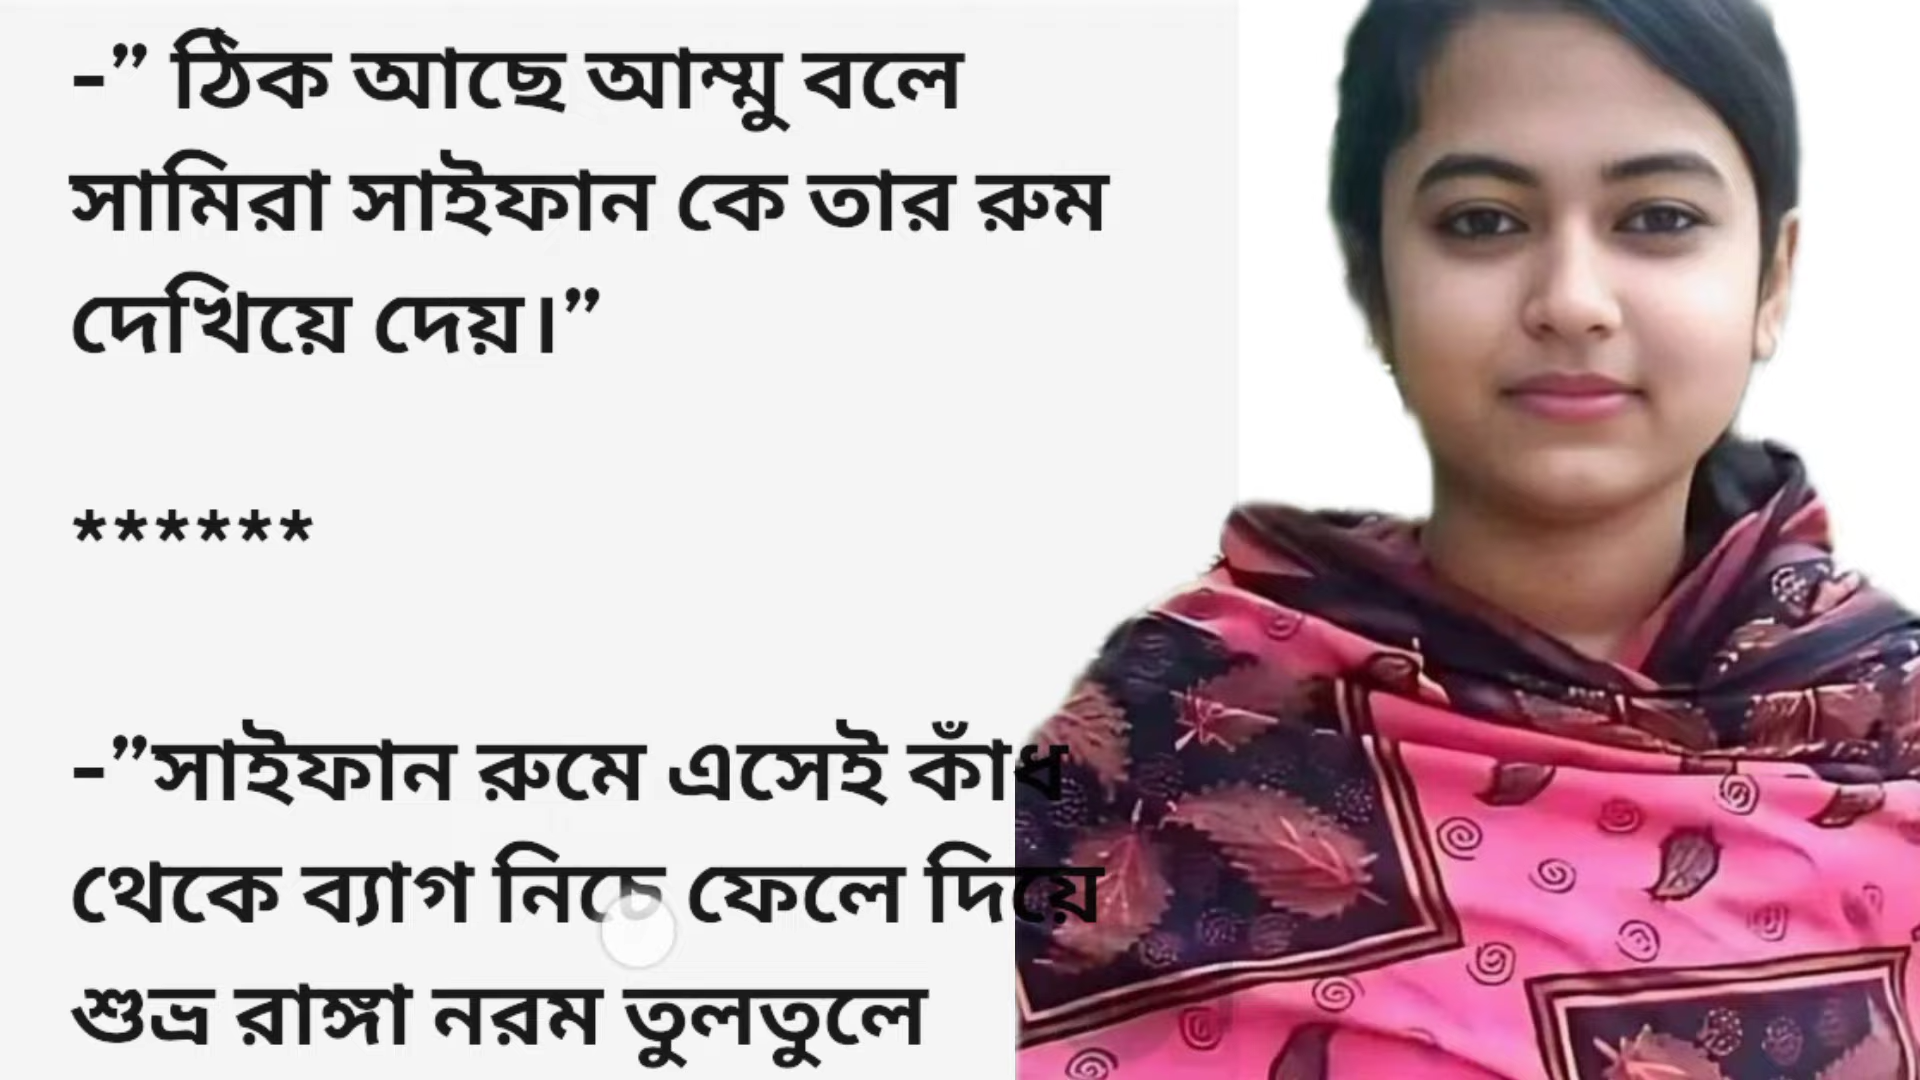 -” ঠিক আছে আম্মু বলে
সামিরা সাইফান কে তার রুম
দেখিয়ে দেয়।”
******
-”সাইফান রুমে এসেই কাঁধ
থেকে ব্যাগ নিচে ফেলে দিয়ে
শুভ্র রাঙ্গা নরম তুলতুলে